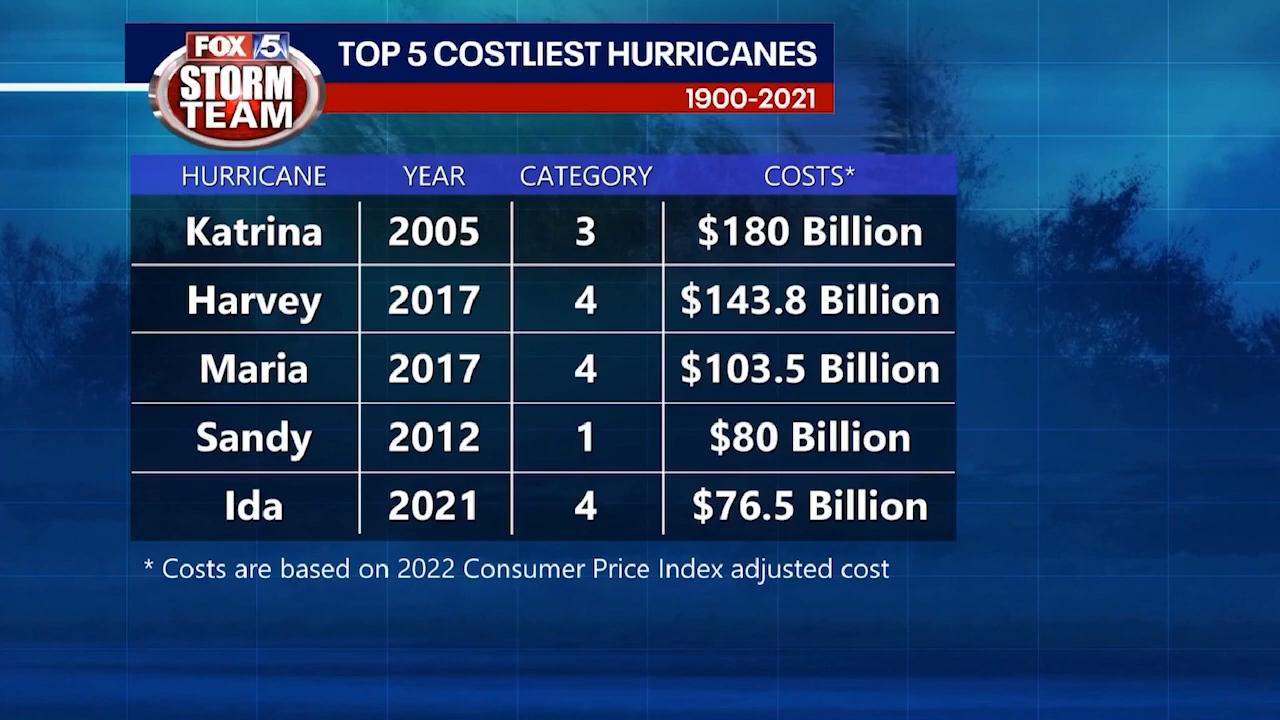 FOX 5
STORM
TEAM
TOP 5 COSTLIEST HURRICANES
1900-2021
HURRICANE YEAR CATEGORY COSTS*
Katrina 2005 3 $180 Billion
Harvey 2017 4 $143.8 Billion
Maria 2017 4 $103.5 Billion
Sandy 2012 1 $80 Billion
Ida 2021 4 $76.5 Billion
* Costs are based on 2022 Consumer Price Index adjusted cost